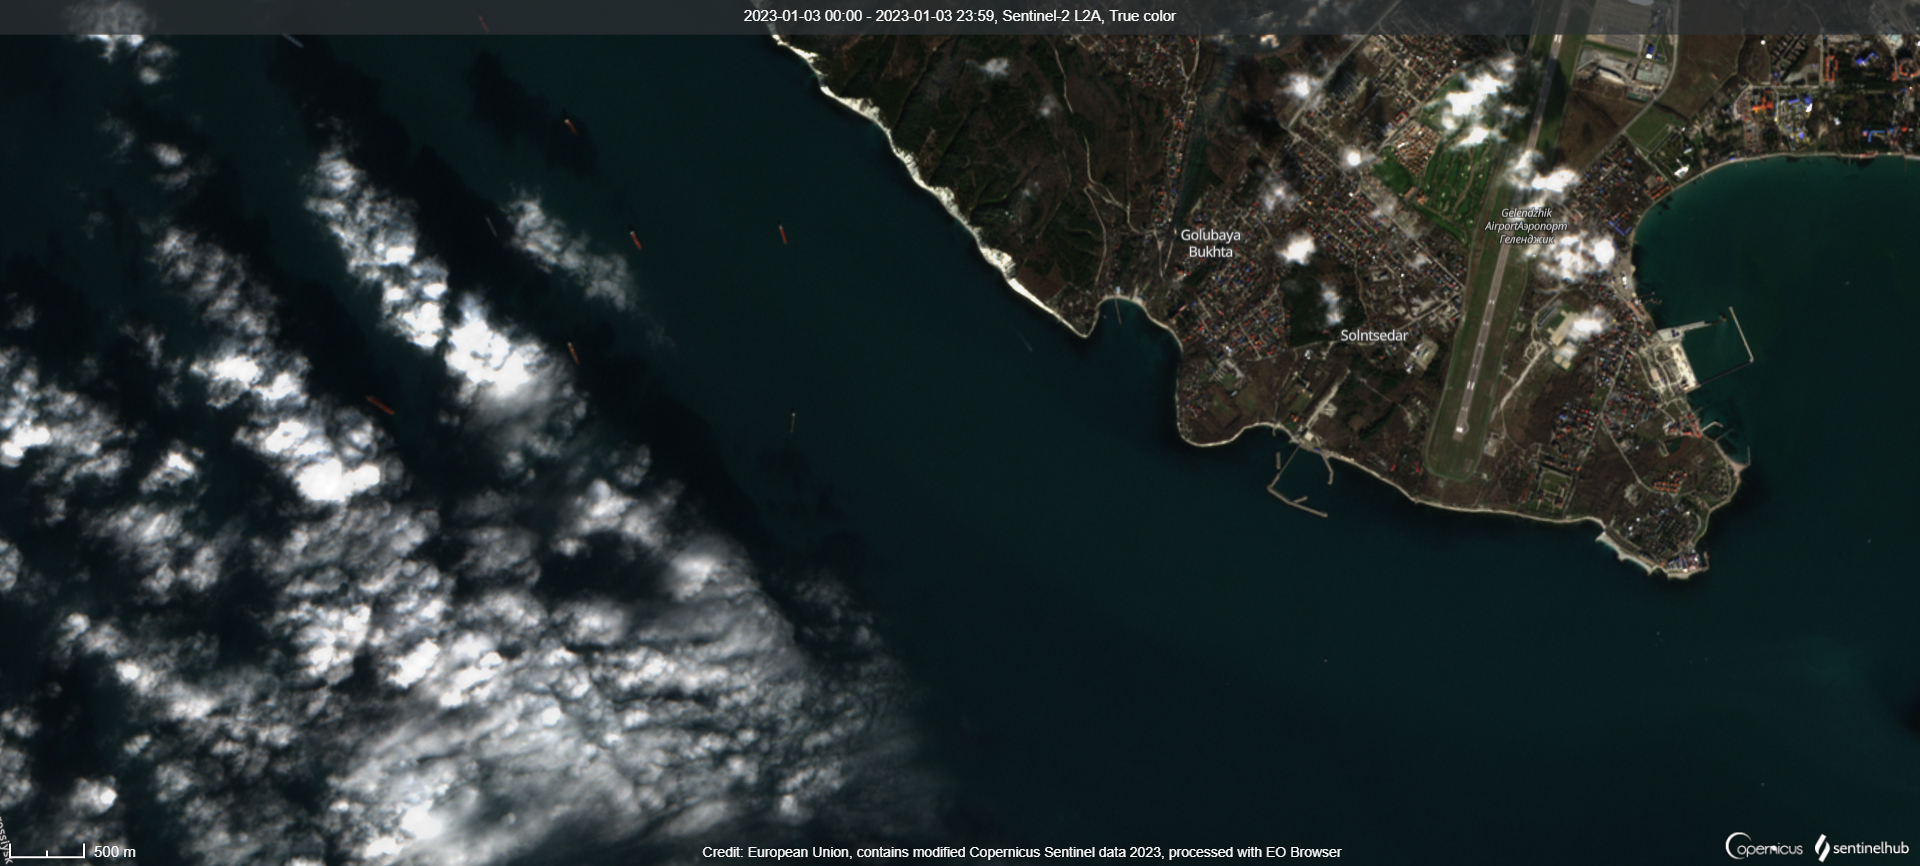 2023-01-03 00:00 - 2023-01-03 23:59, Sentinel-2 L2A, True color
Gelendzhik
AirportАэропорт
Геленджик
Golubaya
Bukhta
Solntsedar
500 m
Credit: European Union, contains modified Copernicus Sentinel data 2023, processed with EO Browser
Copernicus
sentinelhub